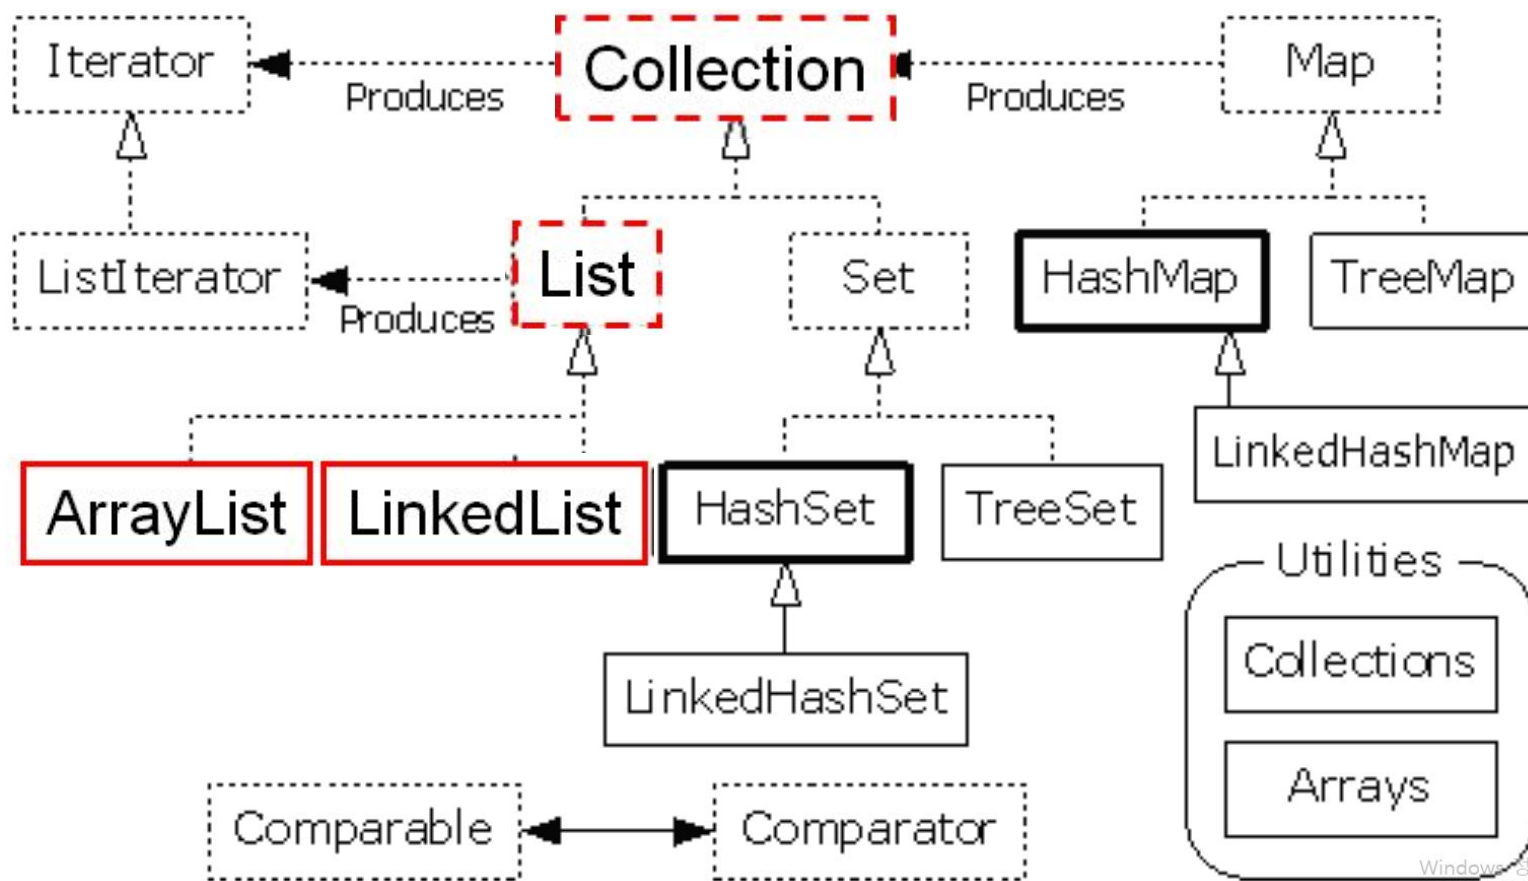 Iterator
Produces
Collection
Produces
Map
ListIterator
Produces
List
Set
HashMap
TreeMap
LinkedHashMap
ArrayList
LinkedList
HashSet
TreeSet
LinkedHashSet
Utilities
Collections
Arrays
Comparable
Comparator
Windows